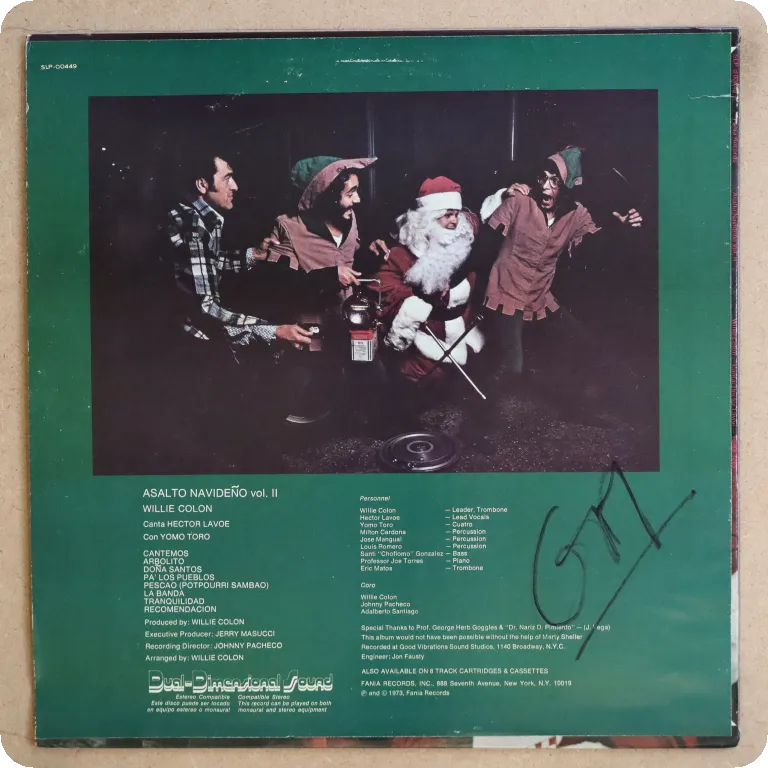 SLP-00449
ASALTO NAVIDEÑO vol. II
WILLIE COLON
Canta HECTOR LAVOE
Con YOMO TORO
CANTEMOS
ARBOLITO
DOÑA SANTOS
PA' LOS PUEBLOS
PESCAO (POTPOURRI SAMBAO)
LA BANDA
TRANQUILIDAD
RECOMENDACION
Produced by: WILLIE COLON
Executive Producer: JERRY MASUCCI
Recording Director: JOHNNY PACHECO
Arranged by: WILLIE COLON
Dual-Dimensional Sound
Estereo Compatible
Este disco puede ser tocado
en equipo estereo o monaural
Compatible Stereo
This record can be played on both
monaural and stereo equipment
Personnel
Willie Colon — Leader, Trombone
Hector Lavoe — Lead Vocals
Yomo Toro — Cuatro
Milton Cardona — Percussion
Jose Mangual — Percussion
Louis Romero — Percussion
Santi "Choflomo" Gonzalez — Bass
Professor Joe Torres — Piano
Eric Matos — Trombone
Coro
Willie Colon
Johnny Pacheco
Adalberto Santiago
Special Thanks to Prof. George Herb Goggles & "Dr. Nariz D. Pimiento" — (J. Vega)
This album would not have been possible without the help of Marty Sheller
Recorded at Good Vibrations Sound Studios, 1140 Broadway, N.Y.C.
Engineer: Jon Fausty
ALSO AVAILABLE ON 8 TRACK CARTRIDGES & CASSETTES
FANIA RECORDS, INC., 888 Seventh Avenue, New York, N.Y. 10019
℗ and © 1973, Fania Records